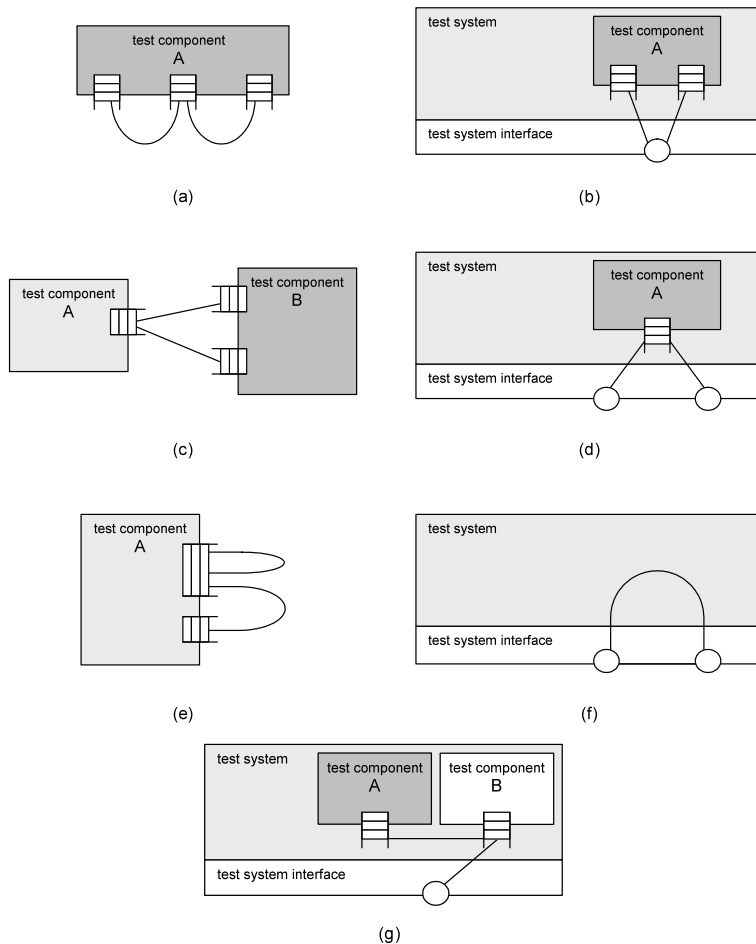 test component
A
(a)
test system
test component
A
test system interface
(b)
test component
A
test component
B
(c)
test system
test component
A
test system interface
(d)
test component
A
(e)
test system
test system interface
(f)
test system
test component
A
test component
B
test system interface
(g)